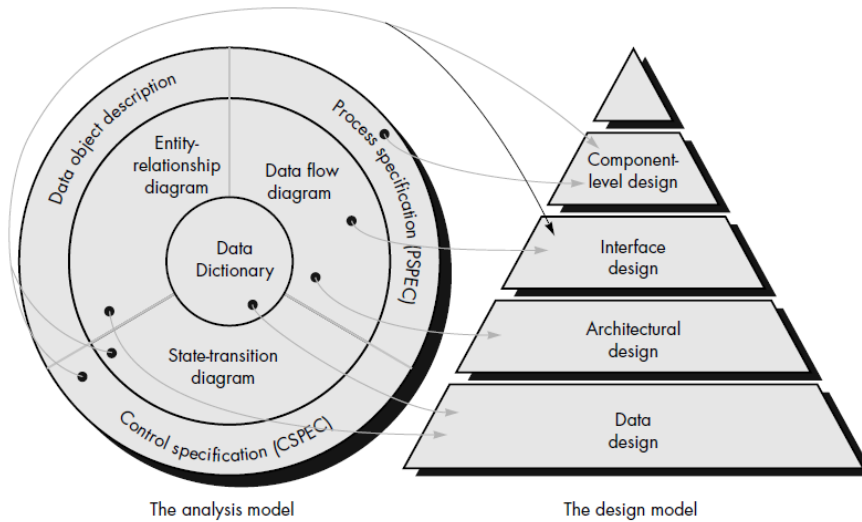 Data object description
Process specification (PSPEC)
Entity-
relationship
diagram
Data flow
diagram
Data
Dictionary
State-transition
diagram
Control specification (CSPEC)
The analysis model
Component-
level design
Interface
design
Architectural
design
Data
design
The design model